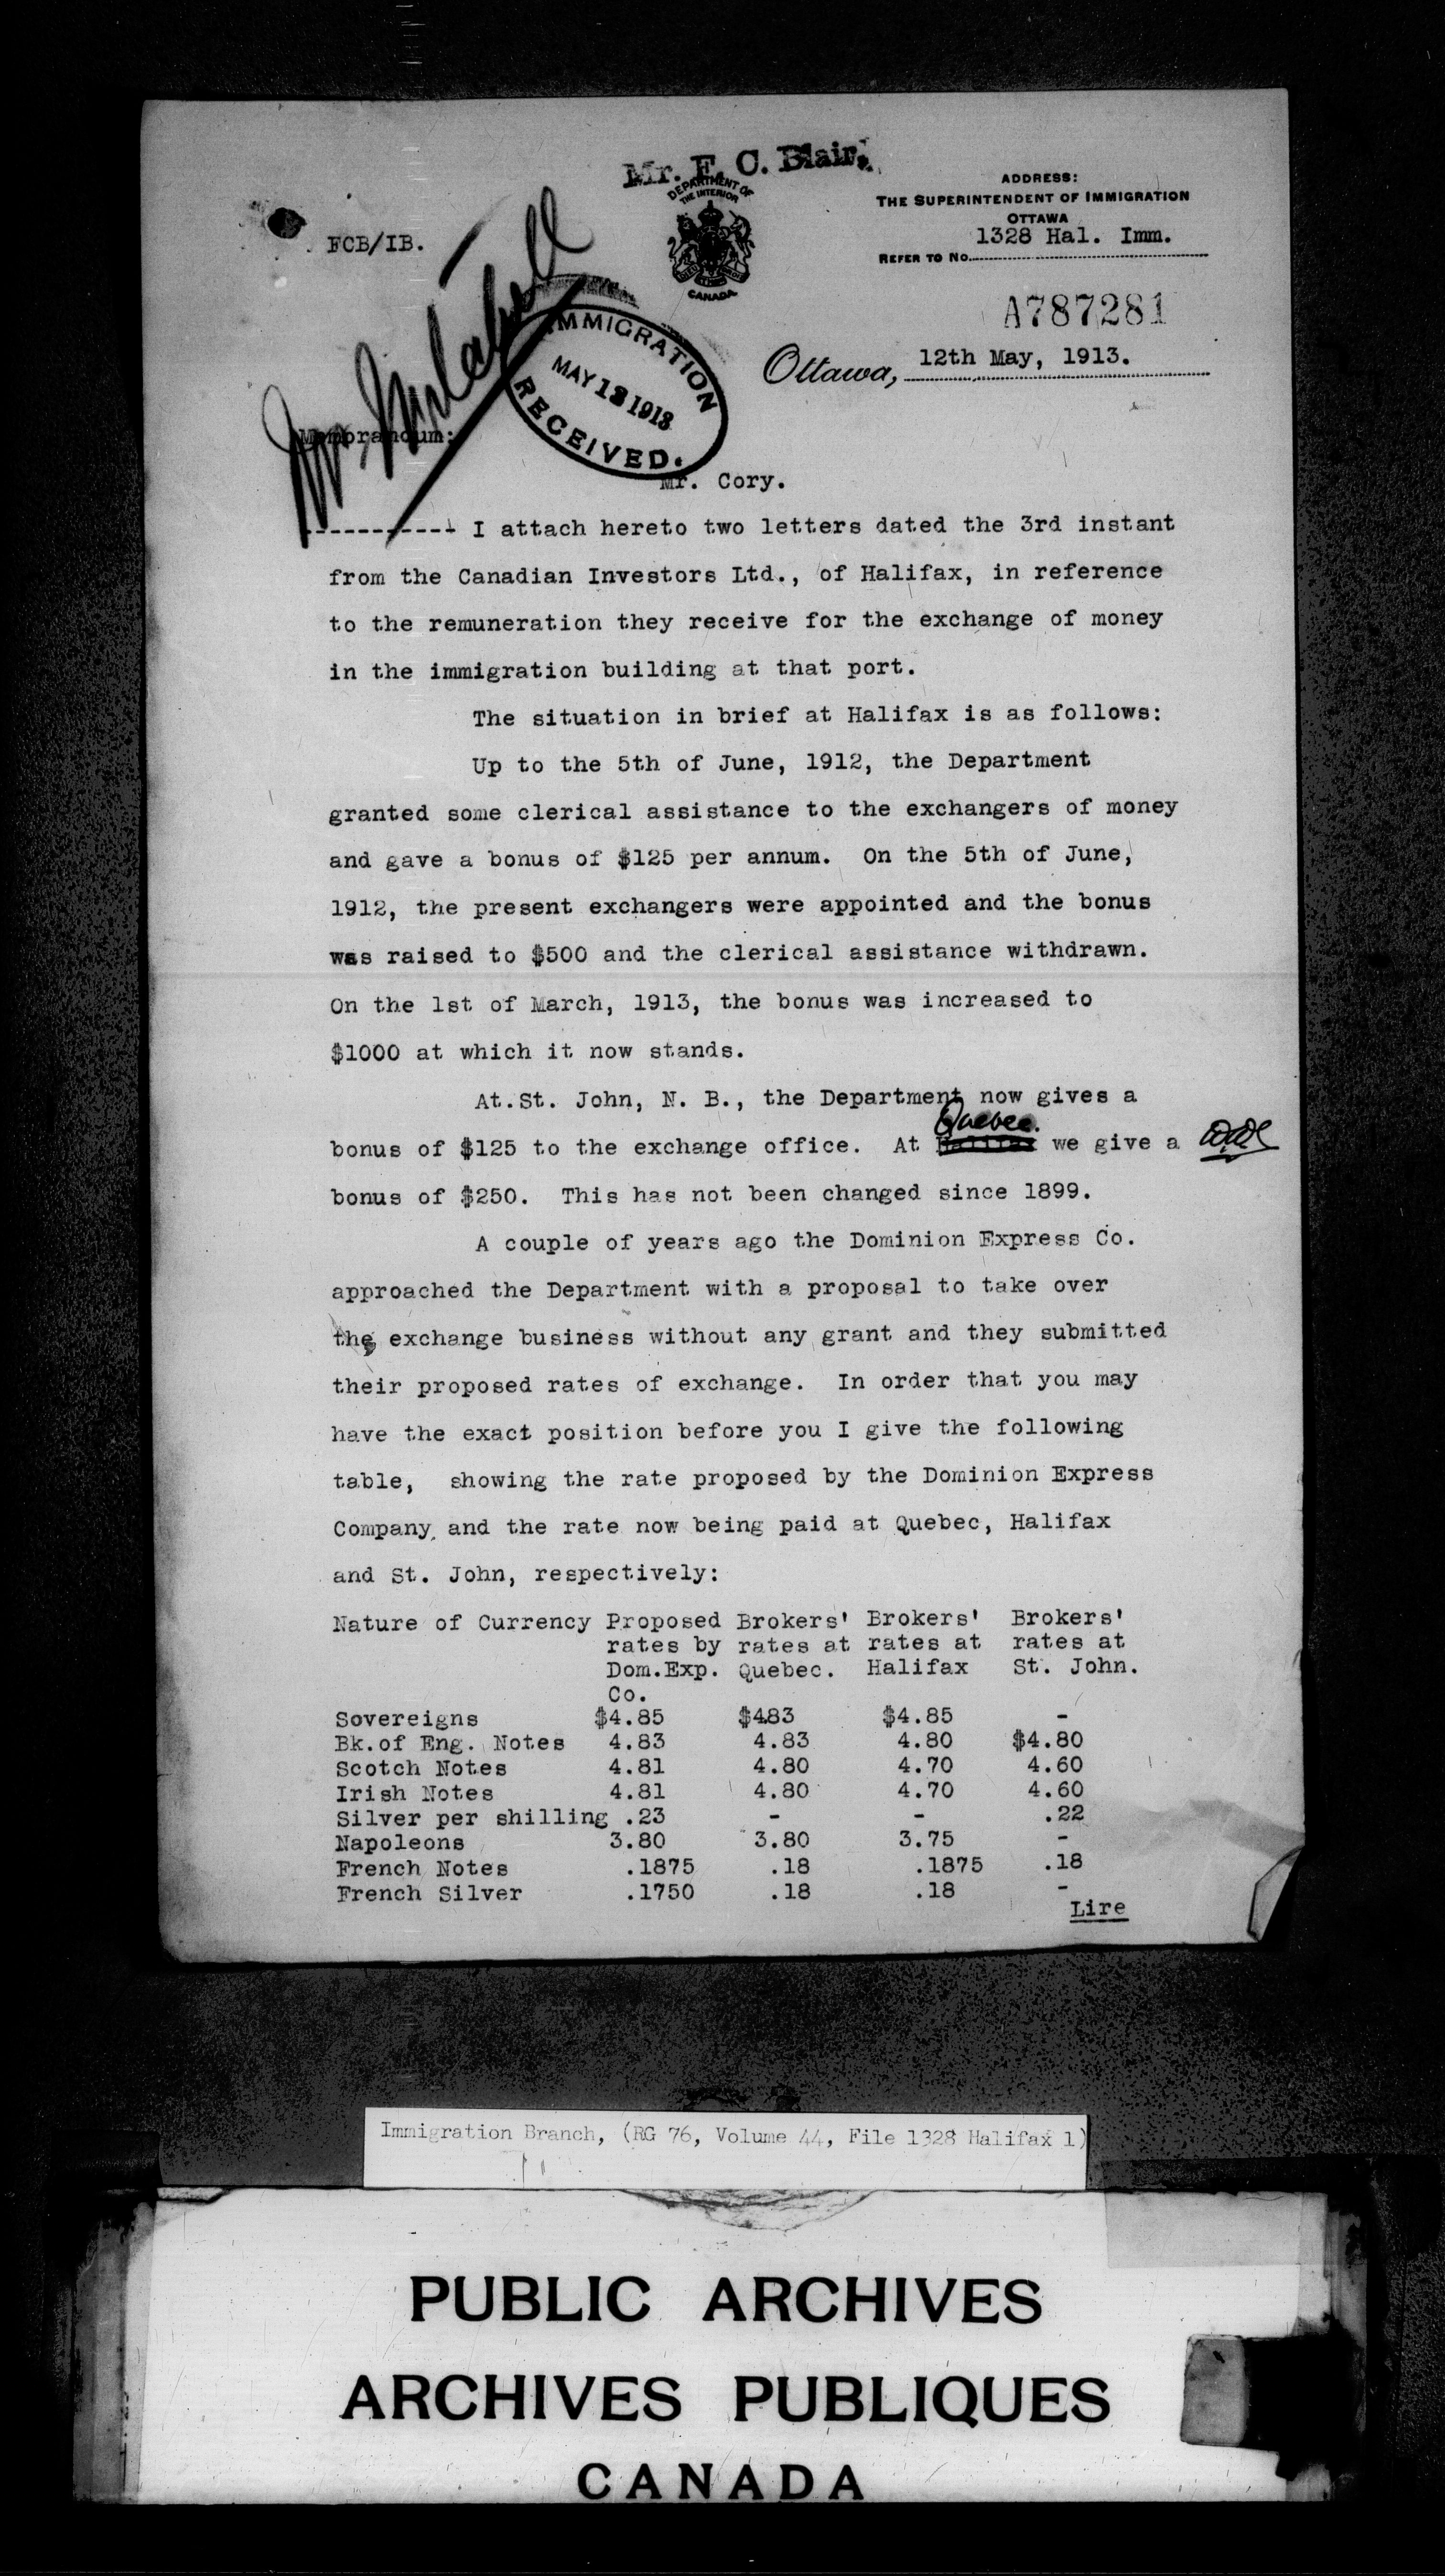 Mr. F. C. Blair.
DEPARTMENT OF
THE INTERIOR
CANADA
ADDRESS:
THE SUPERINTENDENT OF IMMIGRATION
OTTAWA
FCB/IB.
1328 Hal. Imm.
REFER TO No.
A787281
IMMIGRATION
MAY 13 1913
RECEIVED.
Ottawa, 12th May, 1913.
Memorandum:
Mr. Cory.
I attach hereto two letters dated the 3rd instant
from the Canadian Investors Ltd., of Halifax, in reference
to the remuneration they receive for the exchange of money
in the immigration building at that port.
The situation in brief at Halifax is as follows:
Up to the 5th of June, 1912, the Department
granted some clerical assistance to the exchangers of money
and gave a bonus of $125 per annum. On the 5th of June,
1912, the present exchangers were appointed and the bonus
was raised to $500 and the clerical assistance withdrawn.
On the 1st of March, 1913, the bonus was increased to
$1000 at which it now stands.
At.St. John, N. B., the Department now gives a
Quebec.
bonus of $125 to the exchange office. At Halifax we give a
bonus of $250. This has not been changed since 1899.
A couple of years ago the Dominion Express Co.
approached the Department with a proposal to take over
the exchange business without any grant and they submitted
their proposed rates of exchange. In order that you may
have the exact position before you I give the following
table, showing the rate proposed by the Dominion Express
Company and the rate now being paid at Quebec, Halifax
and St. John, respectively:
Nature of Currency Proposed Brokers' Brokers' Brokers'
rates by rates at rates at rates at
Dom.Exp. Quebec. Halifax St. John.
Co.
Sovereigns $4.85 $483 $4.85 -
Bk.of Eng. Notes 4.83 4.83 4.80 $4.80
Scotch Notes 4.81 4.80 4.70 4.60
Irish Notes 4.81 4.80 4.70 4.60
Silver per shilling .23 - - .22
Napoleons 3.80 3.80 3.75 -
French Notes .1875 .18 .1875 .18
French Silver .1750 .18 .18 -
Lire
Immigration Branch, (RG 76, Volume 44, File 1328 Halifax 1)
PUBLIC ARCHIVES
ARCHIVES PUBLIQUES
CANADA